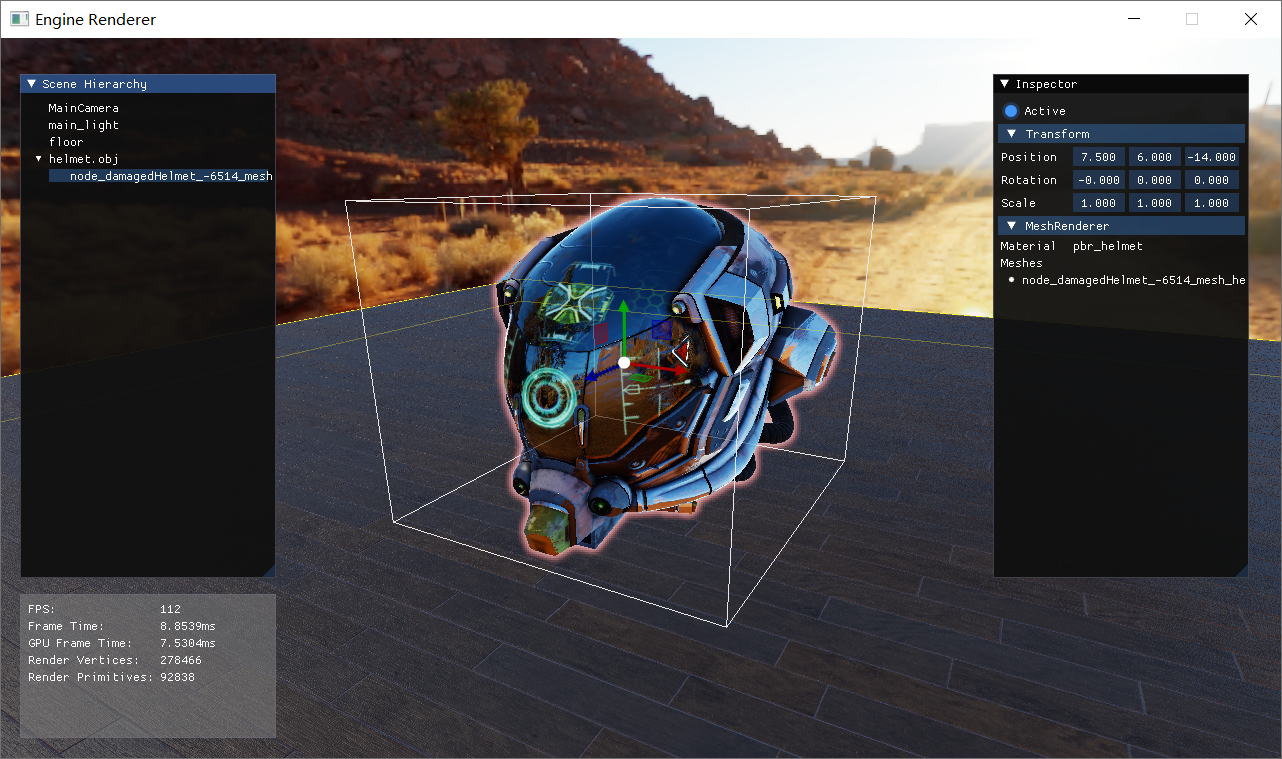 Engine Renderer
Scene Hierarchy
MainCamera
main_light
floor
helmet.obj
node_damagedHelmet_-6514_mesh
FPS: 112
Frame Time: 8.8539ms
GPU Frame Time: 7.5304ms
Render Vertices: 278466
Render Primitives: 92838
Inspector
Active
Transform
Position 7.500 6.000 -14.000
Rotation -0.000 0.000 0.000
Scale 1.000 1.000 1.000
MeshRenderer
Material pbr_helmet
Meshes
node_damagedHelmet_-6514_mesh_he